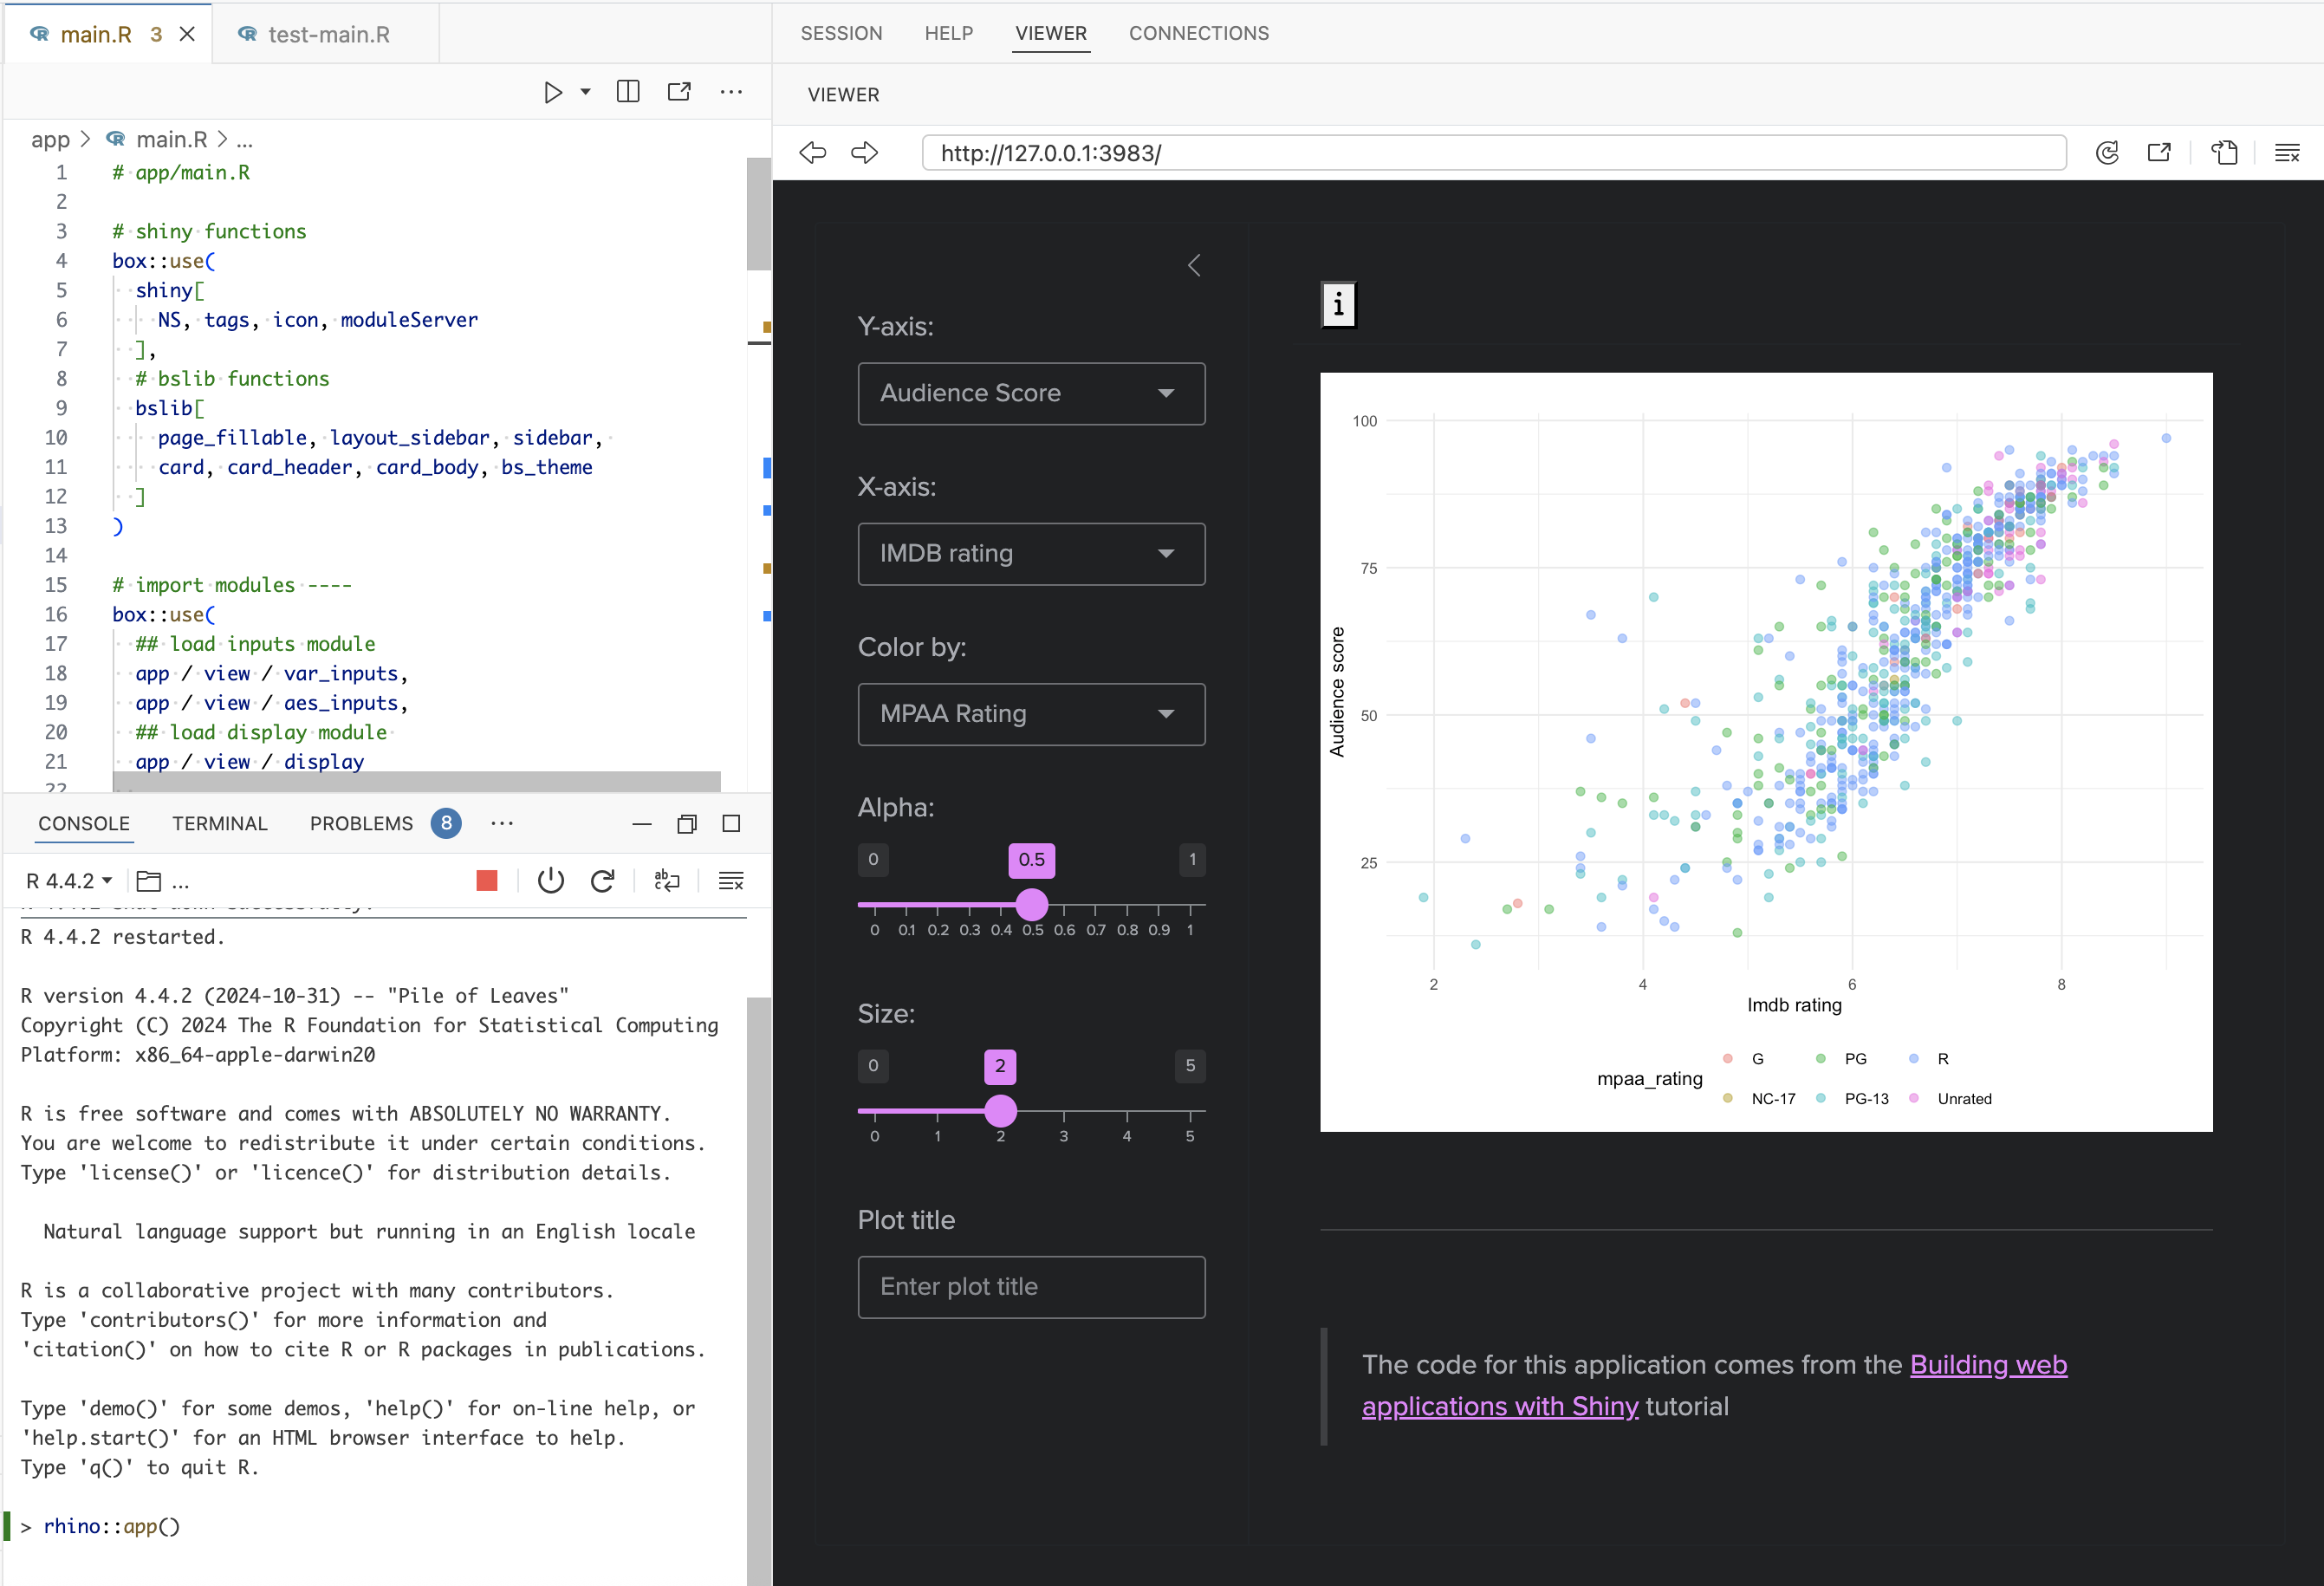 main.R 3
test-main.R
app > main.R > ...
1 # app/main.R
2
3 # shiny functions
4 box::use(
5 shiny[
6 NS, tags, icon, moduleServer
7 ],
8 # bslib functions
9 bslib[
10 page_fillable, layout_sidebar, sidebar,
11 card, card_header, card_body, bs_theme
12 ]
13 )
14
15 # import modules ----
16 box::use(
17 ## load inputs module
18 app / view / var_inputs,
19 app / view / aes_inputs,
20 ## load display module
21 app / view / display
22
CONSOLE TERMINAL PROBLEMS 8 ...
R 4.4.2 ...
R 4.4.2 restarted.
R version 4.4.2 (2024-10-31) -- "Pile of Leaves"
Copyright (C) 2024 The R Foundation for Statistical Computing
Platform: x86_64-apple-darwin20
R is free software and comes with ABSOLUTELY NO WARRANTY.
You are welcome to redistribute it under certain conditions.
Type 'license()' or 'licence()' for distribution details.
Natural language support but running in an English locale
R is a collaborative project with many contributors.
Type 'contributors()' for more information and
'citation()' on how to cite R or R packages in publications.
Type 'demo()' for some demos, 'help()' for on-line help, or
'help.start()' for an HTML browser interface to help.
Type 'q()' to quit R.
> rhino::app()
SESSION HELP VIEWER CONNECTIONS
VIEWER
http://127.0.0.1:3983/
Y-axis:
Audience Score
X-axis:
IMDB rating
Color by:
MPAA Rating
Alpha:
0 0.5 1
0 0.1 0.2 0.3 0.4 0.5 0.6 0.7 0.8 0.9 1
Size:
0 2 5
0 1 2 3 4 5
Plot title
Enter plot title
i
100
75
50
25
Audience score
2 4 6 8
Imdb rating
mpaa_rating
G PG R
NC-17 PG-13 Unrated
The code for this application comes from the Building web
applications with Shiny tutorial